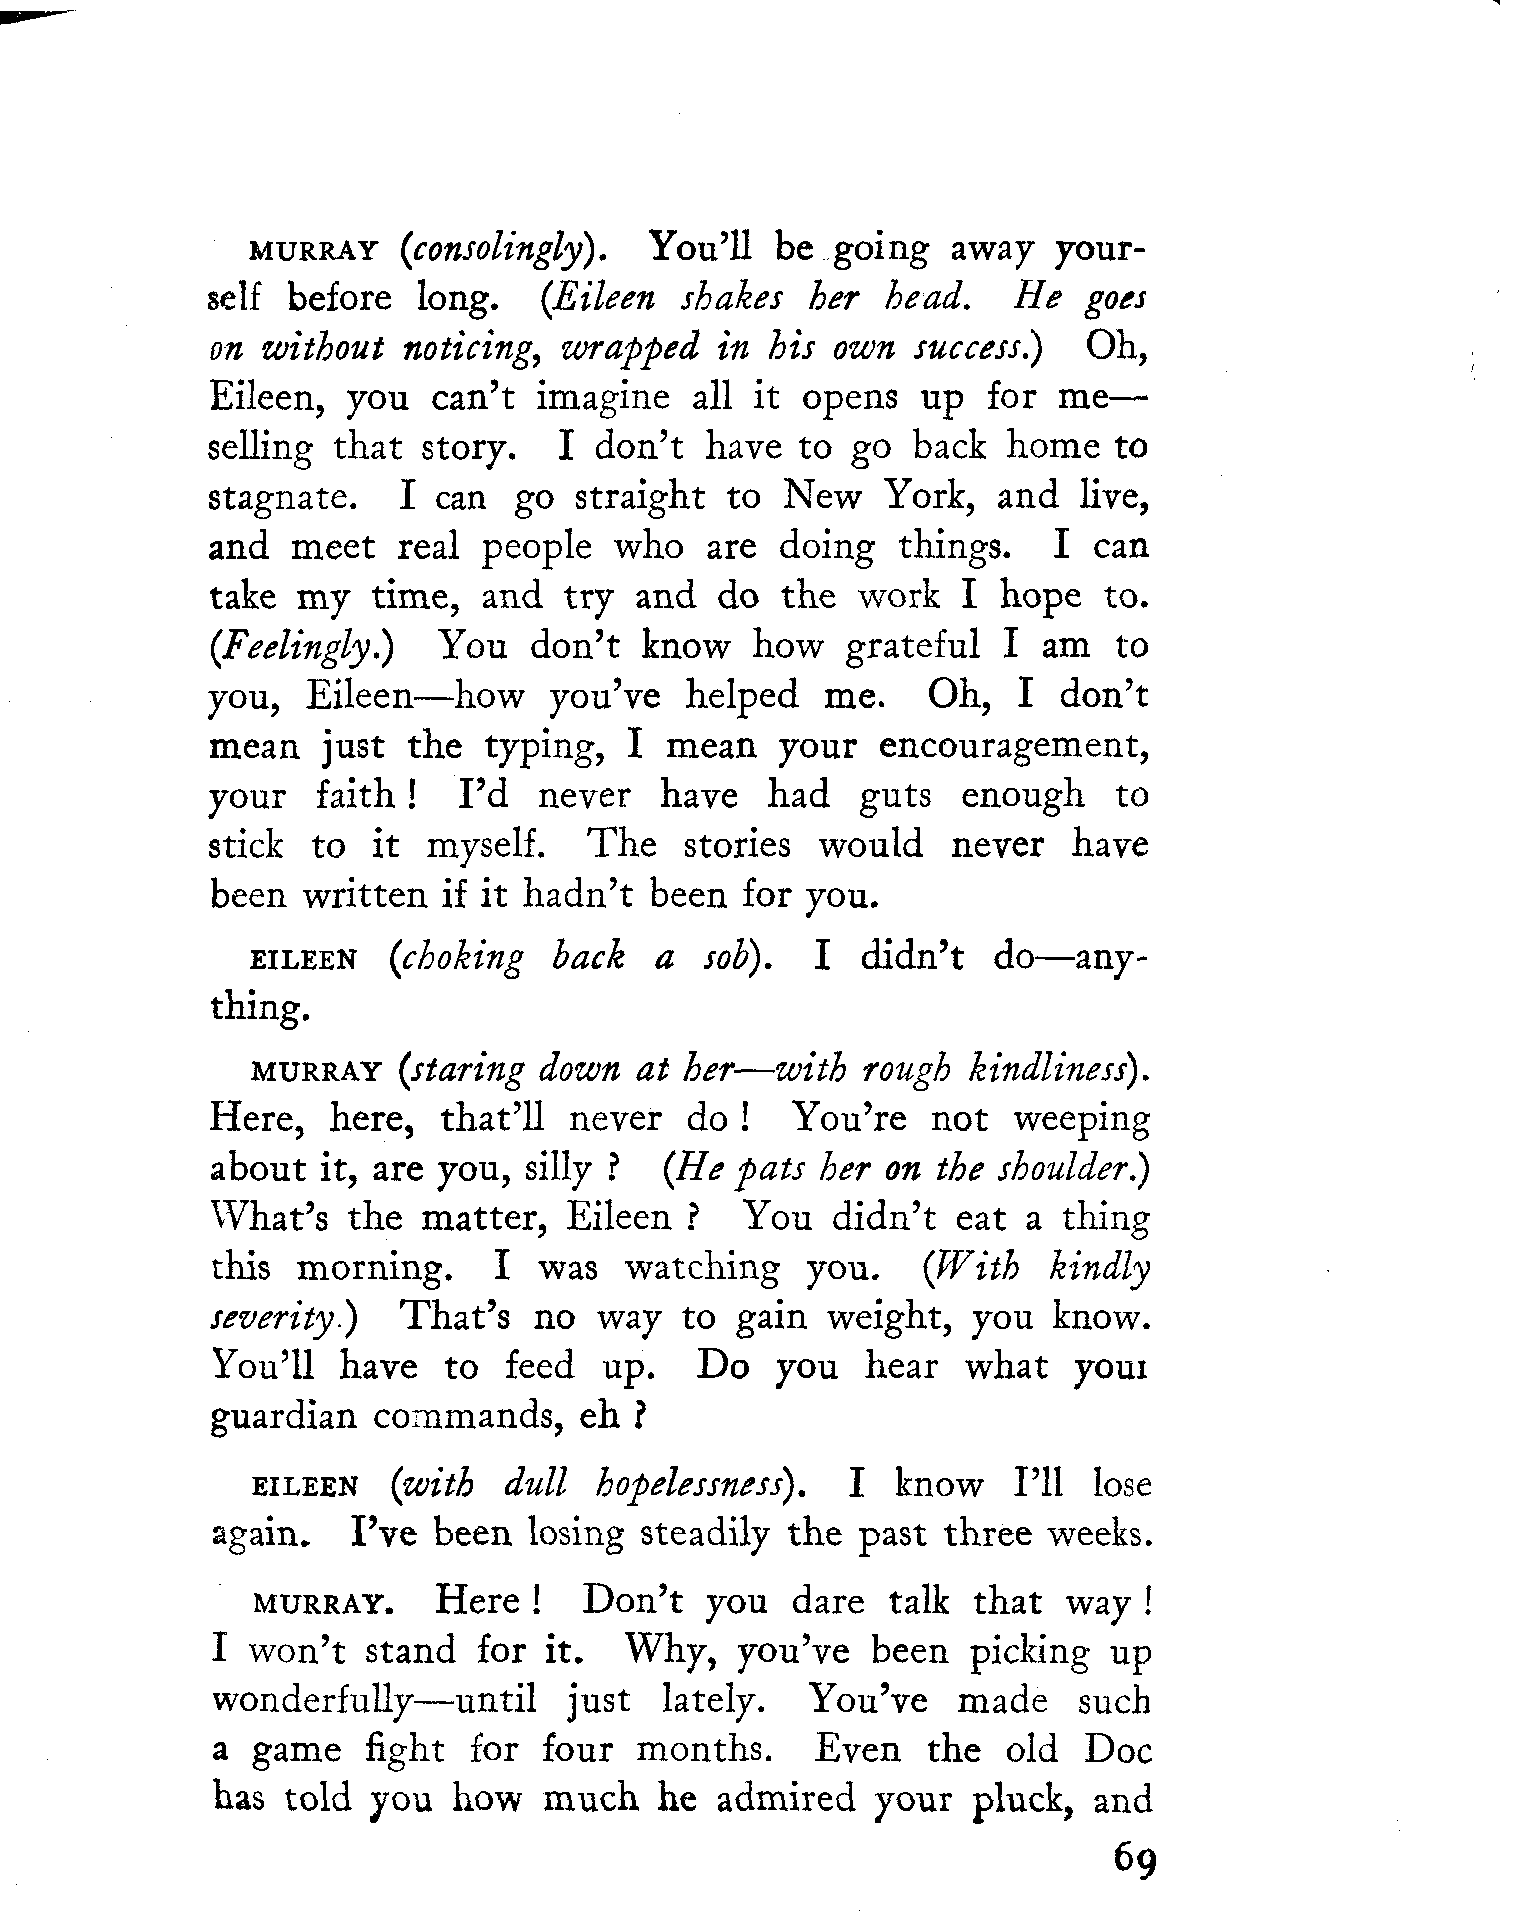 MURRAY (consolingly). You'll be going away your-
self before long. (Eileen shakes her head. He goes
on without noticing, wrapped in his own success.) Oh,
Eileen, you can't imagine all it opens up for me—
selling that story. I don't have to go back home to
stagnate. I can go straight to New York, and live,
and meet real people who are doing things. I can
take my time, and try and do the work I hope to.
(Feelingly.) You don't know how grateful I am to
you, Eileen—how you've helped me. Oh, I don't
mean just the typing, I mean your encouragement,
your faith ! I'd never have had guts enough to
stick to it myself. The stories would never have
been written if it hadn't been for you.
EILEEN (choking back a sob). I didn't do—any-
thing.
MURRAY (staring down at her—with rough kindliness).
Here, here, that'll never do ! You're not weeping
about it, are you, silly ? (He pats her on the shoulder.)
What's the matter, Eileen ? You didn't eat a thing
this morning. I was watching you. (With kindly
severity.) That's no way to gain weight, you know.
You'll have to feed up. Do you hear what your
guardian commands, eh ?
EILEEN (with dull hopelessness). I know I'll lose
again. I've been losing steadily the past three weeks.
MURRAY. Here ! Don't you dare talk that way !
I won't stand for it. Why, you've been picking up
wonderfully—until just lately. You've made such
a game fight for four months. Even the old Doc
has told you how much he admired your pluck, and
69